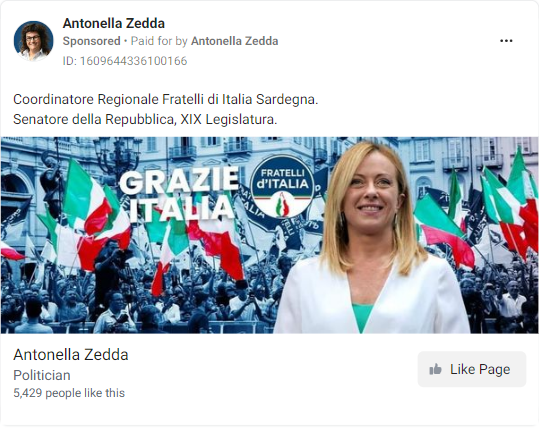 Antonella Zedda
Sponsored • Paid for by Antonella Zedda
ID: 1609644336100166
Coordinatore Regionale Fratelli di Italia Sardegna.
Senatore della Repubblica, XIX Legislatura.
GRAZIE
ITALIA
FRATELLI
d'ITALIA
Antonella Zedda
Politician
5,429 people like this
Like Page